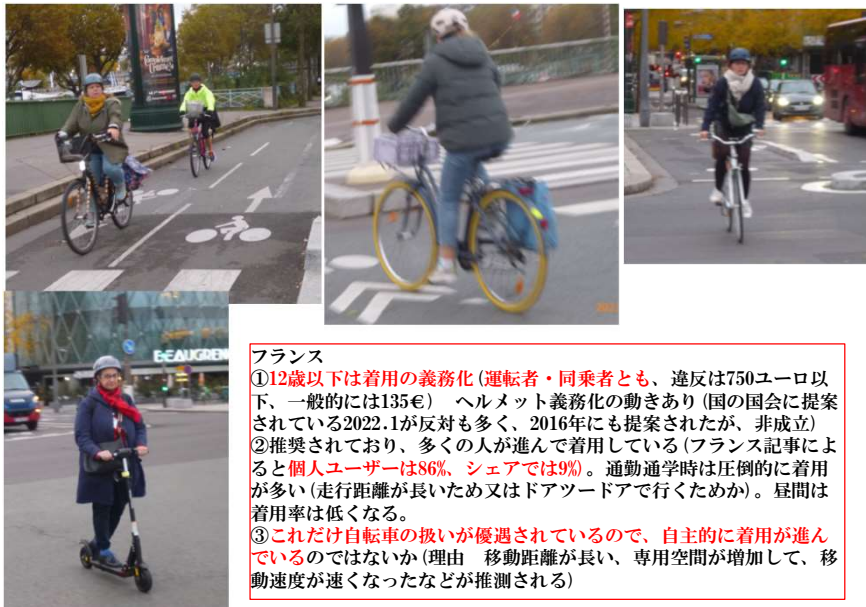 BEAUGREN
フランス
①12歳以下は着用の義務化(運転者・同乗者とも、違反は750ユーロ以
下、一般的には135€) ヘルメット義務化の動きあり(国の国会に提案
されている2022.1が反対も多く、2016年にも提案されたが、非成立)
②推奨されており、多くの人が進んで着用している(フランス記事によ
ると個人ユーザーは86%、シェアでは9%)。通勤通学時は圧倒的に着用
が多い(走行距離が長いため又はドアツードアで行くためか)。昼間は
着用率は低くなる。
③これだけ自転車の扱いが優遇されているので、自主的に着用が進ん
でいるのではないか(理由 移動距離が長い、専用空間が増加して、移
動速度が速くなったなどが推測される)